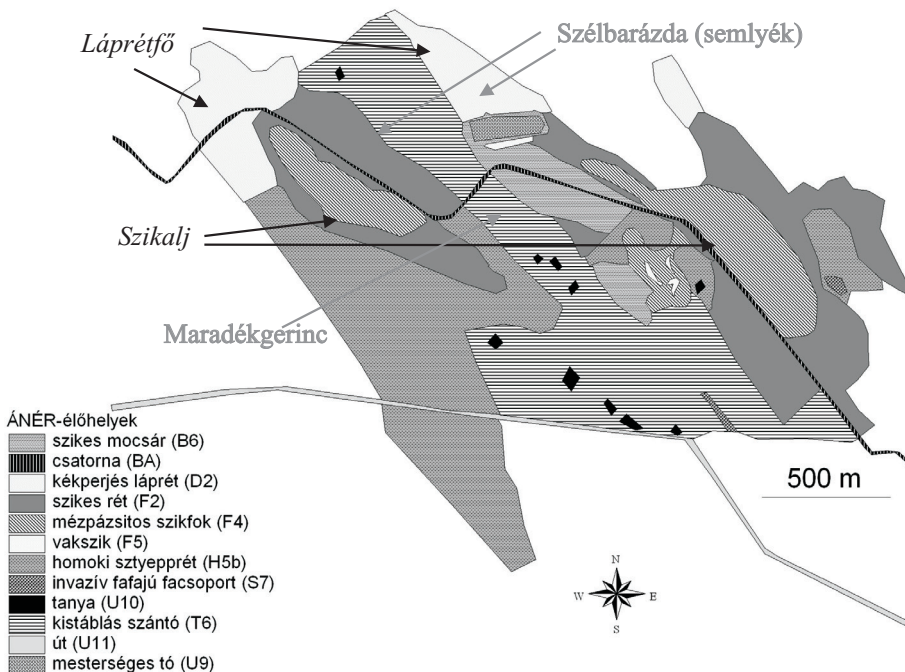 Láprétfő
Szélbarázda (semlyék)
Szikalj
Maradékgerinc
ÁNÉR-élőhelyek
szikes mocsár (B6)
csatorna (BA)
kékperjés láprét (D2)
szikes rét (F2)
mézpázsitos szikfok (F4)
vakszik (F5)
homoki sztyepprét (H5b)
invazív fafajú facsoport (S7)
tanya (U10)
kistáblás szántó (T6)
út (U11)
mesterséges tó (U9)
500 m
N
W E
S